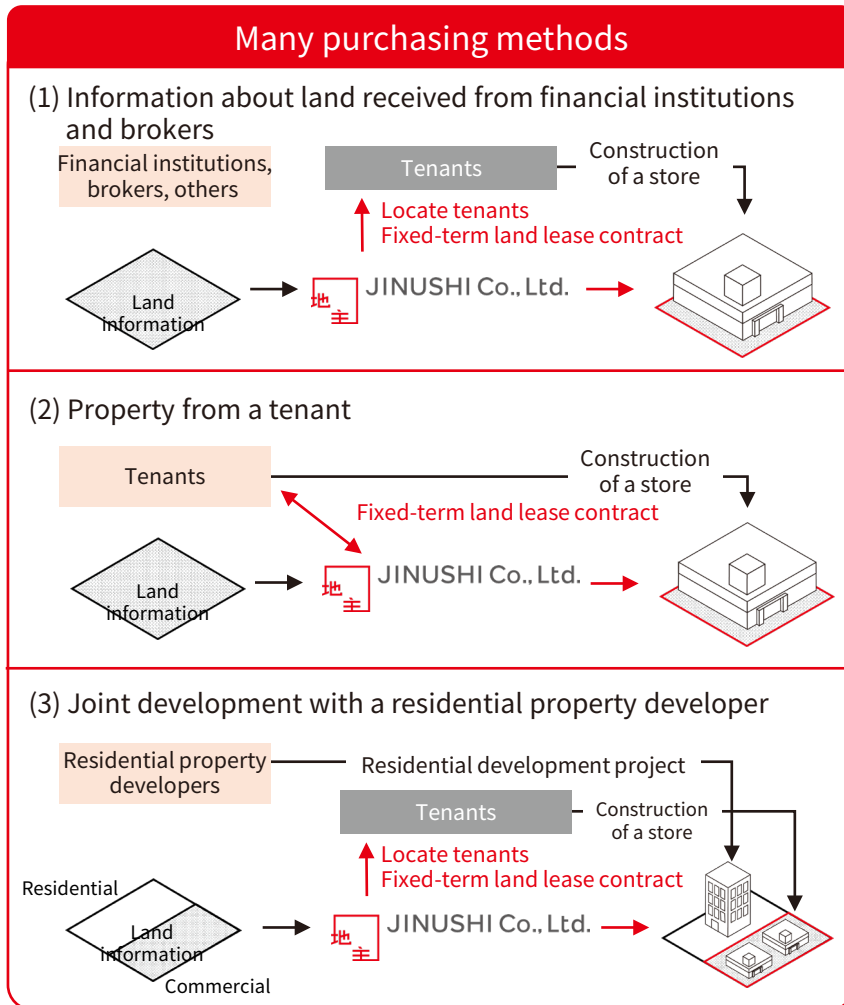 Many purchasing methods
(1) Information about land received from financial institutions
and brokers
Financial institutions,
brokers, others
Tenants
Construction
of a store
Locate tenants
Fixed-term land lease contract
Land
information
地主
JINUSHI Co., Ltd.
(2) Property from a tenant
Tenants
Construction
of a store
Fixed-term land lease contract
Land
information
地主
JINUSHI Co., Ltd.
(3) Joint development with a residential property developer
Residential property
developers
Residential development project
Tenants
Construction
of a store
Locate tenants
Fixed-term land lease contract
Residential
Land
information
Commercial
地主
JINUSHI Co., Ltd.